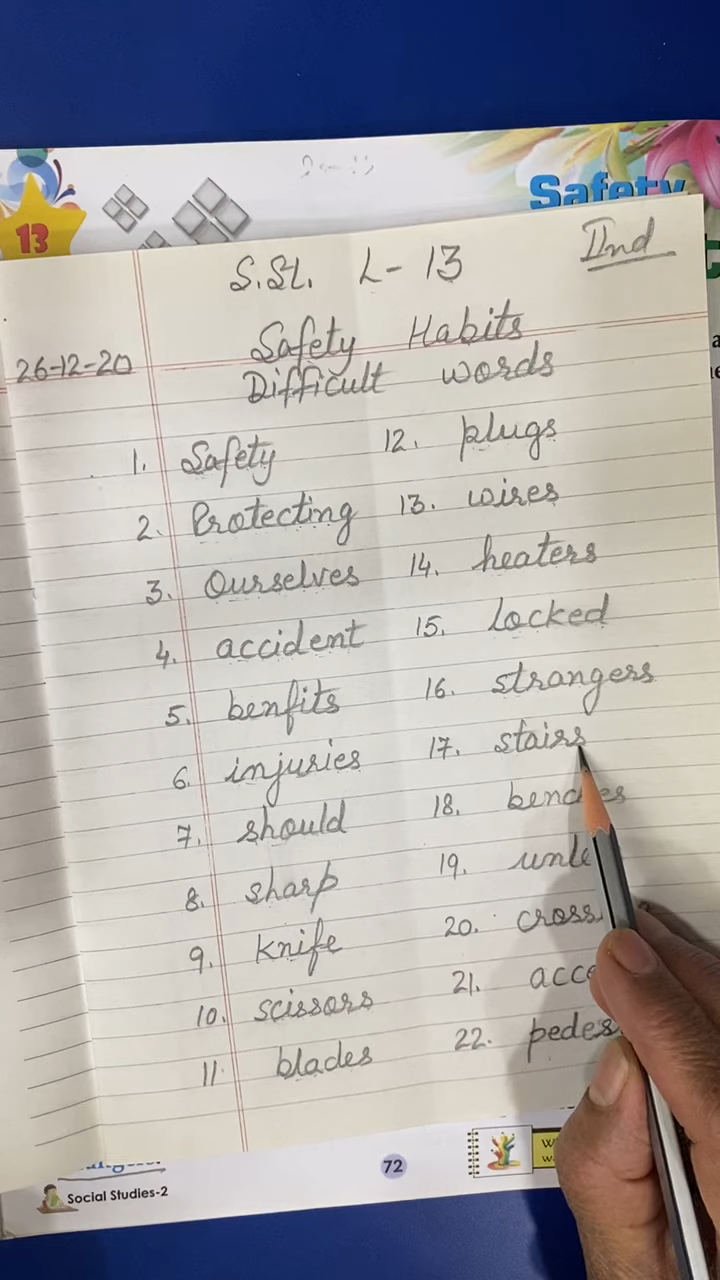 Safety
13
S.St. L-13 IInd
26-12-20
Safety Habits
Difficult words
1. Safety
2. Protecting
3. Ourselves
4. accident
5. benfits
6. injuries
7. should
8. sharp
9. knife
10. scissors
11. blades
12. plugs
13. wires
14. heaters
15. locked
16. strangers
17. stairs
18. benches
19.
20.
21.
22.
72
Social Studies-2